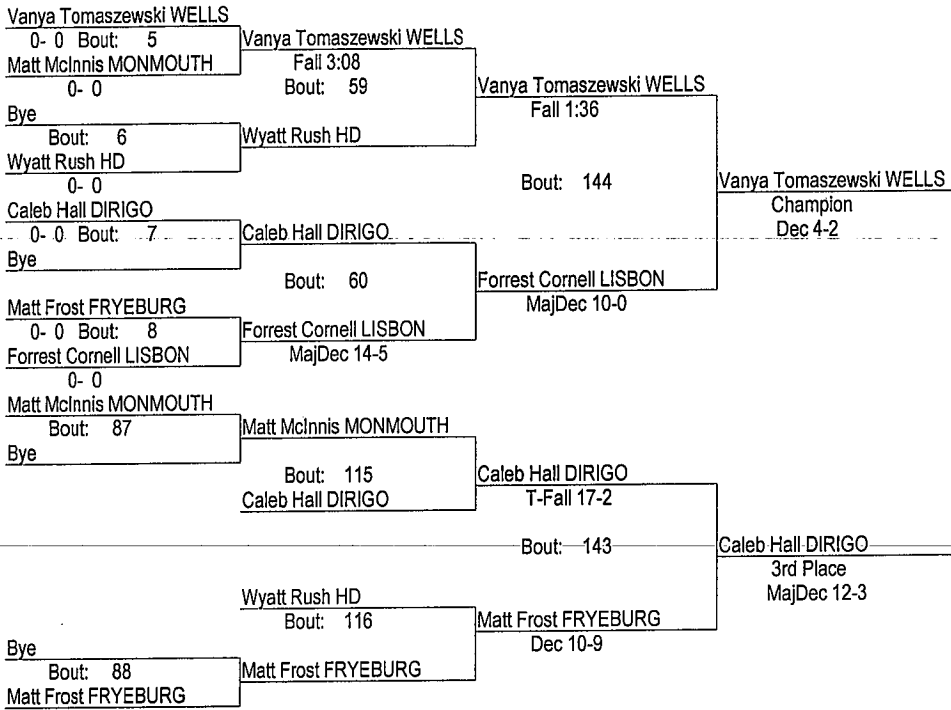 Vanya Tomaszewski WELLS
0- 0 Bout: 5
Matt McInnis MONMOUTH
0- 0
Bye
Bout: 6
Wyatt Rush HD
0- 0
Caleb Hall DIRIGO
0- 0 Bout: 7
Bye
Matt Frost FRYEBURG
0- 0 Bout: 8
Forrest Cornell LISBON
0- 0
Matt McInnis MONMOUTH
Bout: 87
Bye
Bye
Bout: 88
Matt Frost FRYEBURG
Vanya Tomaszewski WELLS
Fall 3:08
Bout: 59
Wyatt Rush HD
Caleb Hall DIRIGO
Bout: 60
Forrest Cornell LISBON
MajDec 14-5
Matt McInnis MONMOUTH
Bout: 115
Caleb Hall DIRIGO
Wyatt Rush HD
Bout: 116
Matt Frost FRYEBURG
Vanya Tomaszewski WELLS
Fall 1:36
Bout: 144
Forrest Cornell LISBON
MajDec 10-0
Caleb Hall DIRIGO
T-Fall 17-2
Bout: 143
Matt Frost FRYEBURG
Dec 10-9
Vanya Tomaszewski WELLS
Champion
Dec 4-2
Caleb Hall DIRIGO
3rd Place
MajDec 12-3